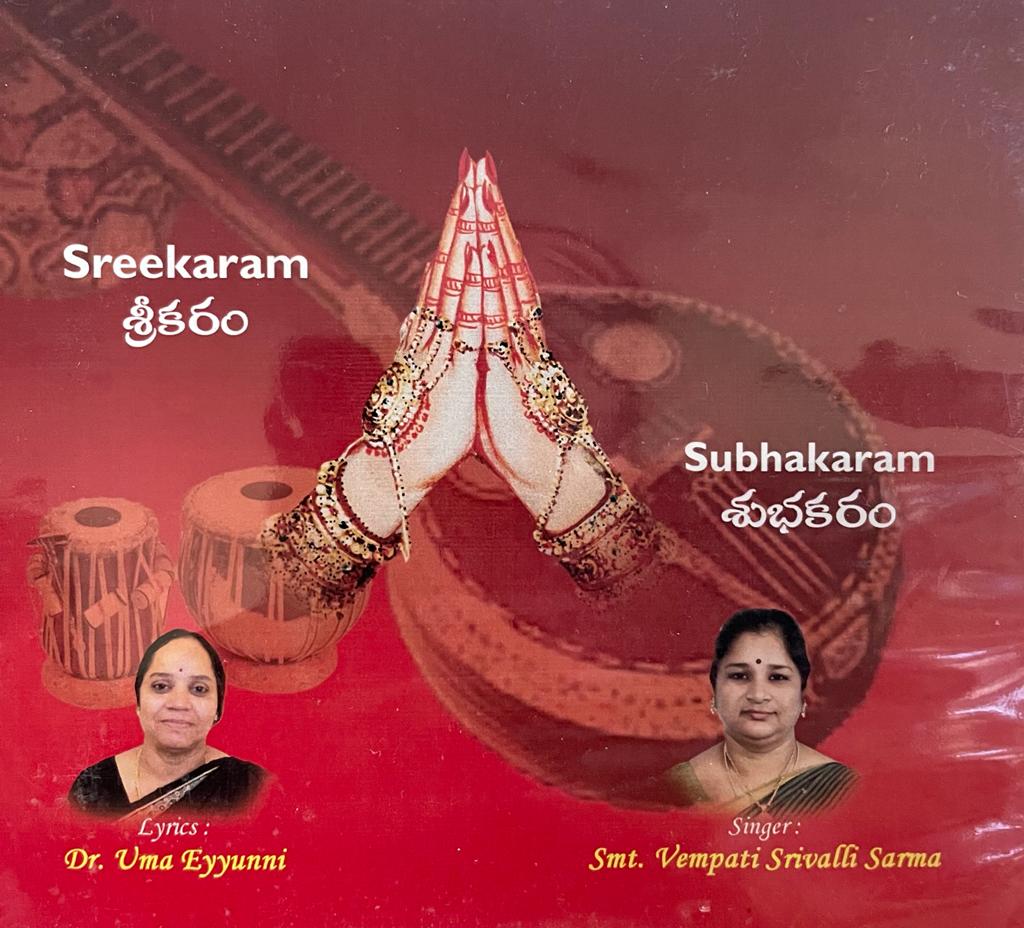 Sreekaram
శ్రీకరం
Subhakaram
శుభకరం
Lyrics :
Dr. Uma Eyyunni
Singer :
Smt. Vempati Srivalli Sarma